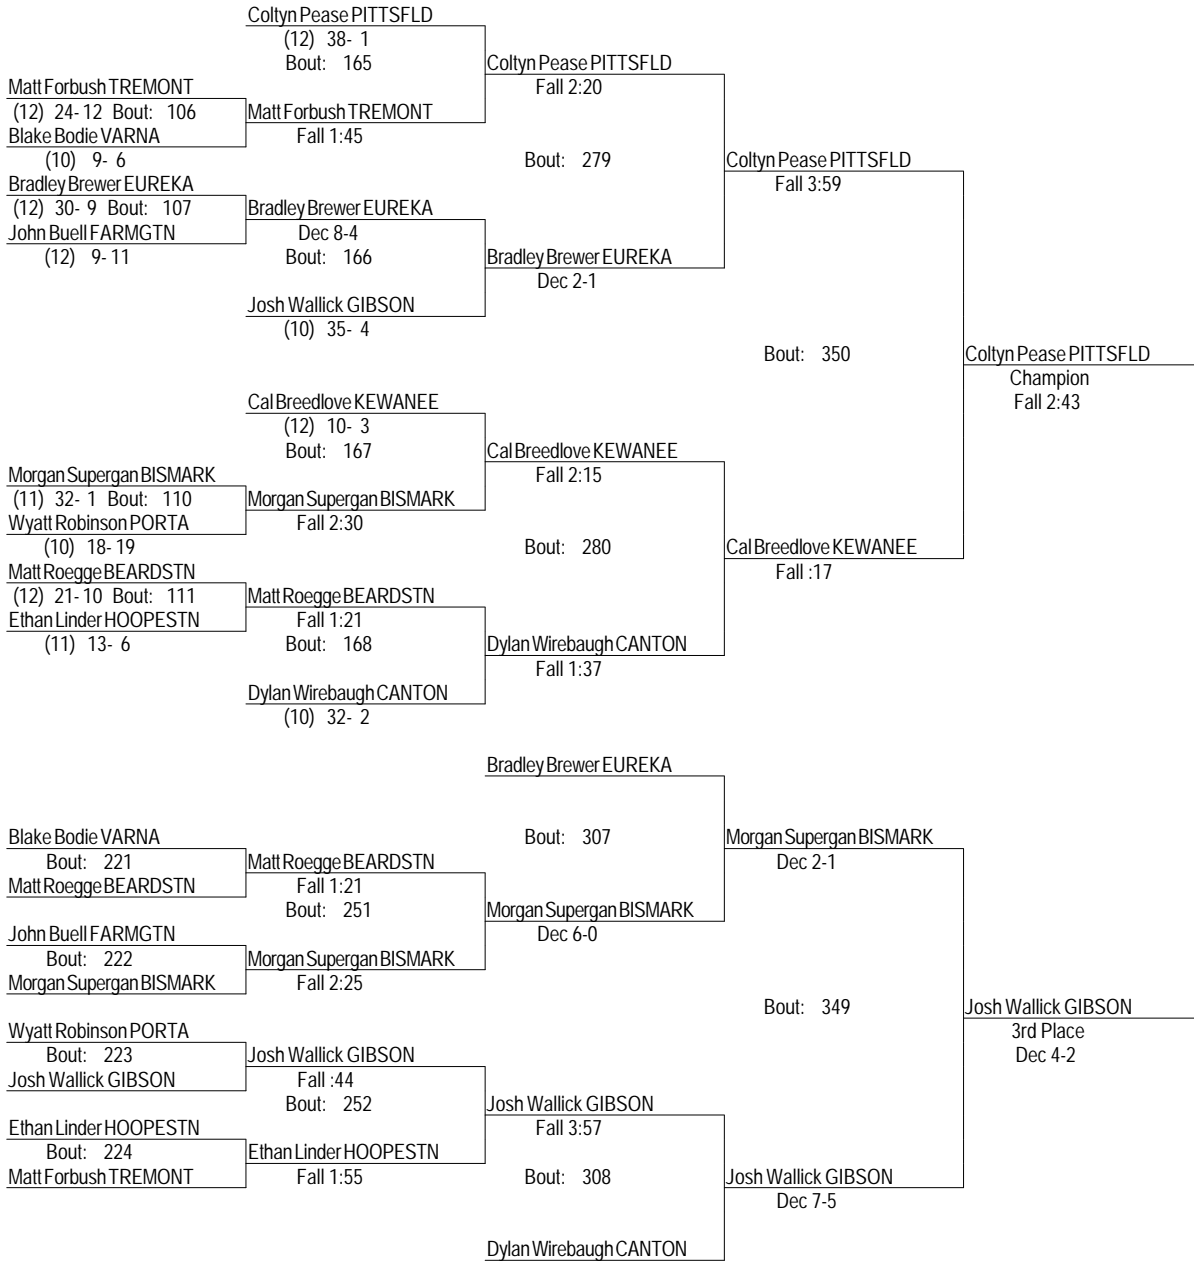 Coltyn Pease PITTSFLD
(12) 38- 1
Bout: 165
Coltyn Pease PITTSFLD
Fall 2:20
Matt Forbush TREMONT
(12) 24- 12 Bout: 106
Matt Forbush TREMONT
Fall 1:45
Blake Bodie VARNA
(10) 9- 6
Bout: 279
Coltyn Pease PITTSFLD
Fall 3:59
Bradley Brewer EUREKA
(12) 30- 9 Bout: 107
Bradley Brewer EUREKA
Dec 8-4
John Buell FARMGTN
(12) 9- 11
Bout: 166
Bradley Brewer EUREKA
Dec 2-1
Josh Wallick GIBSON
(10) 35- 4
Bout: 350
Coltyn Pease PITTSFLD
Champion
Fall 2:43
Cal Breedlove KEWANEE
(12) 10- 3
Bout: 167
Cal Breedlove KEWANEE
Fall 2:15
Morgan Supergan BISMARK
(11) 32- 1 Bout: 110
Morgan Supergan BISMARK
Fall 2:30
Wyatt Robinson PORTA
(10) 18- 19
Bout: 280
Cal Breedlove KEWANEE
Fall :17
Matt Roegge BEARDSTN
(12) 21- 10 Bout: 111
Matt Roegge BEARDSTN
Fall 1:21
Ethan Linder HOOPESTN
(11) 13- 6
Bout: 168
Dylan Wirebaugh CANTON
Fall 1:37
Dylan Wirebaugh CANTON
(10) 32- 2
Bradley Brewer EUREKA
Bout: 307
Morgan Supergan BISMARK
Dec 2-1
Blake Bodie VARNA
Bout: 221
Matt Roegge BEARDSTN
Matt Roegge BEARDSTN
Fall 1:21
Bout: 251
Morgan Supergan BISMARK
Dec 6-0
John Buell FARMGTN
Bout: 222
Morgan Supergan BISMARK
Morgan Supergan BISMARK
Fall 2:25
Bout: 349
Josh Wallick GIBSON
3rd Place
Dec 4-2
Wyatt Robinson PORTA
Bout: 223
Josh Wallick GIBSON
Josh Wallick GIBSON
Fall :44
Bout: 252
Josh Wallick GIBSON
Fall 3:57
Ethan Linder HOOPESTN
Bout: 224
Matt Forbush TREMONT
Ethan Linder HOOPESTN
Fall 1:55
Bout: 308
Josh Wallick GIBSON
Dec 7-5
Dylan Wirebaugh CANTON